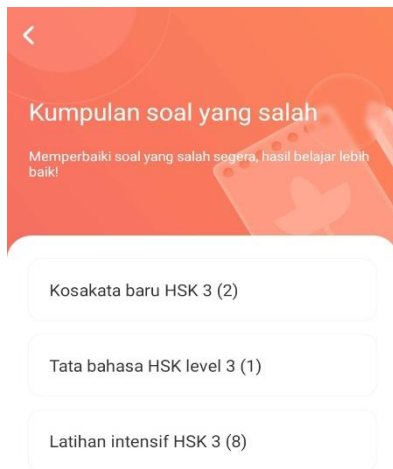 Kumpulan soal yang salah
Memperbaiki soal yang salah segera, hasil belajar lebih
baik!
Kosakata baru HSK 3 (2)
Tata bahasa HSK level 3 (1)
Latihan intensif HSK 3 (8)